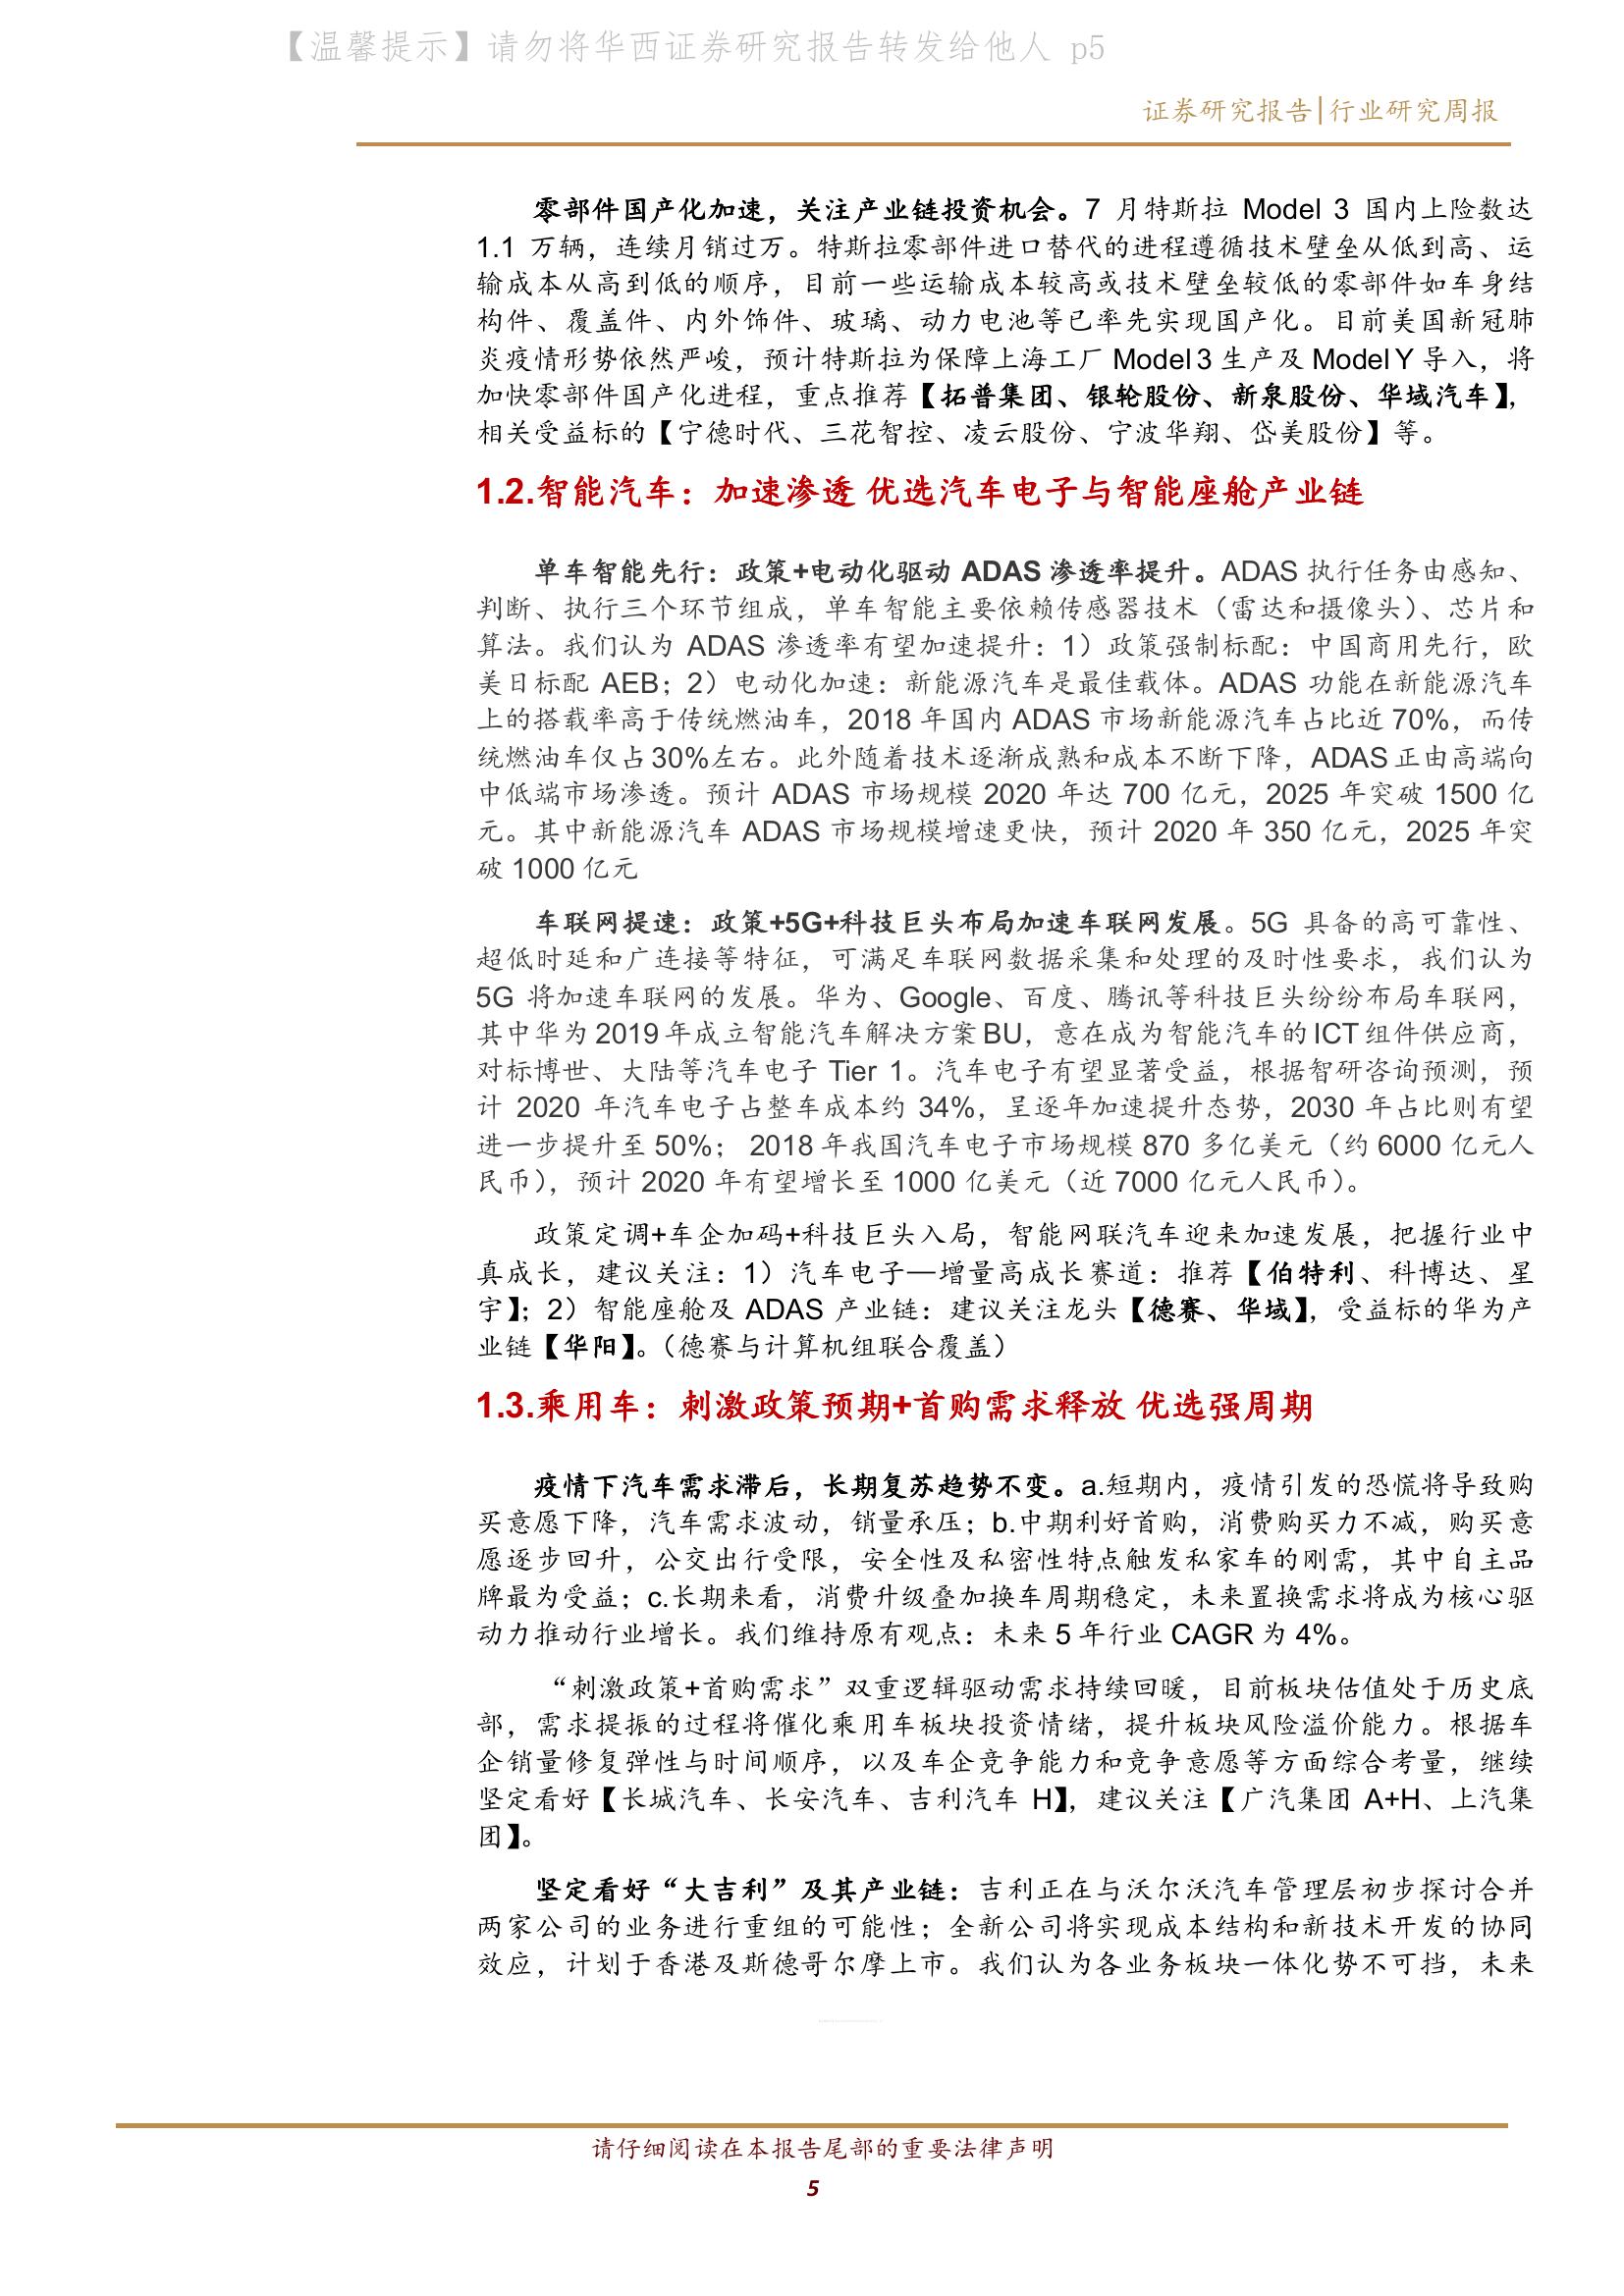 【温馨提示】请勿将华西证券研究报告转发给他人 p5
证券研究报告|行业研究周报
零部件国产化加速，关注产业链投资机会。7 月特斯拉 Model 3 国内上险数达
1.1 万辆，连续月销过万。特斯拉零部件进口替代的进程遵循技术壁垒从低到高、运
输成本从高到低的顺序，目前一些运输成本较高或技术壁垒较低的零部件如车身结
构件、覆盖件、内外饰件、玻璃、动力电池等已率先实现国产化。目前美国新冠肺
炎疫情形势依然严峻，预计特斯拉为保障上海工厂 Model 3 生产及 Model Y 导入，将
加快零部件国产化进程，重点推荐【拓普集团、银轮股份、新泉股份、华域汽车】，
相关受益标的【宁德时代、三花智控、凌云股份、宁波华翔、岱美股份】等。
1.2.智能汽车：加速渗透 优选汽车电子与智能座舱产业链
单车智能先行：政策+电动化驱动 ADAS 渗透率提升。ADAS 执行任务由感知、
判断、执行三个环节组成，单车智能主要依赖传感器技术（雷达和摄像头）、芯片和
算法。我们认为 ADAS 渗透率有望加速提升：1）政策强制标配：中国商用先行，欧
美日标配 AEB；2）电动化加速：新能源汽车是最佳载体。ADAS 功能在新能源汽车
上的搭载率高于传统燃油车，2018 年国内 ADAS 市场新能源汽车占比近 70%，而传
统燃油车仅占 30%左右。此外随着技术逐渐成熟和成本不断下降，ADAS 正由高端向
中低端市场渗透。预计 ADAS 市场规模 2020 年达 700 亿元，2025 年突破 1500 亿
元。其中新能源汽车 ADAS 市场规模增速更快，预计 2020 年 350 亿元，2025 年突
破 1000 亿元
车联网提速：政策+5G+科技巨头布局加速车联网发展。5G 具备的高可靠性、
超低时延和广连接等特征，可满足车联网数据采集和处理的及时性要求，我们认为
5G 将加速车联网的发展。华为、Google、百度、腾讯等科技巨头纷纷布局车联网，
其中华为 2019 年成立智能汽车解决方案 BU，意在成为智能汽车的 ICT 组件供应商，
对标博世、大陆等汽车电子 Tier 1。汽车电子有望显著受益，根据智研咨询预测，预
计 2020 年汽车电子占整车成本约 34%，呈逐年加速提升态势，2030 年占比则有望
进一步提升至 50%； 2018 年我国汽车电子市场规模 870 多亿美元（约 6000 亿元人
民币），预计 2020 年有望增长至 1000 亿美元（近 7000 亿元人民币）。
政策定调+车企加码+科技巨头入局，智能网联汽车迎来加速发展，把握行业中
真成长，建议关注：1）汽车电子—增量高成长赛道：推荐【伯特利、科博达、星
宇】；2）智能座舱及 ADAS 产业链：建议关注龙头【德赛、华域】，受益标的华为产
业链【华阳】。（德赛与计算机组联合覆盖）
1.3.乘用车：刺激政策预期+首购需求释放 优选强周期
疫情下汽车需求滞后，长期复苏趋势不变。a.短期内，疫情引发的恐慌将导致购
买意愿下降，汽车需求波动，销量承压；b.中期利好首购，消费购买力不减，购买意
愿逐步回升，公交出行受限，安全性及私密性特点触发私家车的刚需，其中自主品
牌最为受益；c.长期来看，消费升级叠加换车周期稳定，未来置换需求将成为核心驱
动力推动行业增长。我们维持原有观点：未来 5 年行业 CAGR 为 4%。
“刺激政策+首购需求”双重逻辑驱动需求持续回暖，目前板块估值处于历史底
部，需求提振的过程将催化乘用车板块投资情绪，提升板块风险溢价能力。根据车
企销量修复弹性与时间顺序，以及车企竞争能力和竞争意愿等方面综合考量，继续
坚定看好【长城汽车、长安汽车、吉利汽车 H】，建议关注【广汽集团 A+H、上汽集
团】。
坚定看好“大吉利”及其产业链：吉利正在与沃尔沃汽车管理层初步探讨合并
两家公司的业务进行重组的可能性；全新公司将实现成本结构和新技术开发的协同
效应，计划于香港及斯德哥尔摩上市。我们认为各业务板块一体化势不可挡，未来
请仔细阅读在本报告尾部的重要法律声明
5